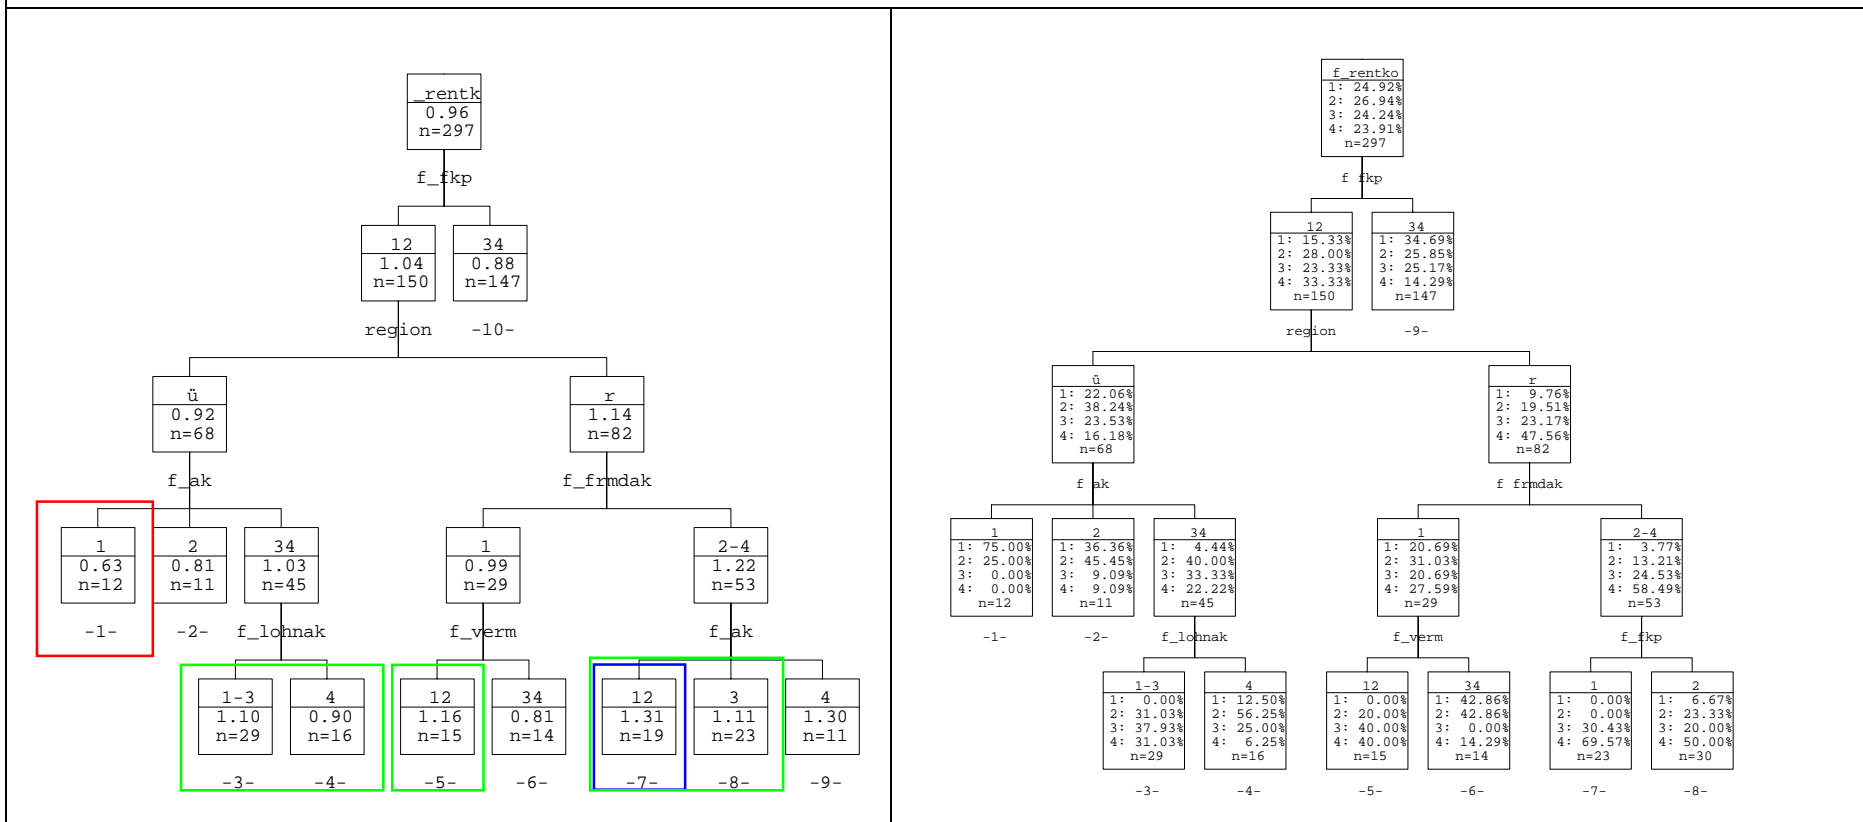 _rentk
0.96
n=297
f_fkp
12
1.04
n=150
34
0.88
n=147
region
-10-
ü
0.92
n=68
r
1.14
n=82
f_ak
f_frmdak
1
0.63
n=12
2
0.81
n=11
34
1.03
n=45
1
0.99
n=29
2-4
1.22
n=53
-1-
-2-
f_lohnak
f_verm
f_ak
1-3
1.10
n=29
4
0.90
n=16
12
1.16
n=15
34
0.81
n=14
12
1.31
n=19
3
1.11
n=23
4
1.30
n=11
-3-
-4-
-5-
-6-
-7-
-8-
-9-
f_rentko
1: 24.92%
2: 26.94%
3: 24.24%
4: 23.91%
n=297
f fkp
12
1: 15.33%
2: 28.00%
3: 23.33%
4: 33.33%
n=150
34
1: 34.69%
2: 25.85%
3: 25.17%
4: 14.29%
n=147
region
-9-
ü
1: 22.06%
2: 38.24%
3: 23.53%
4: 16.18%
n=68
r
1: 9.76%
2: 19.51%
3: 23.17%
4: 47.56%
n=82
f ak
f frmdak
1
1: 75.00%
2: 25.00%
3: 0.00%
4: 0.00%
n=12
2
1: 36.36%
2: 45.45%
3: 9.09%
4: 9.09%
n=11
34
1: 4.44%
2: 40.00%
3: 33.33%
4: 22.22%
n=45
1
1: 20.69%
2: 31.03%
3: 20.69%
4: 27.59%
n=29
2-4
1: 3.77%
2: 13.21%
3: 24.53%
4: 58.49%
n=53
-1-
-2-
f_lohnak
f_verm
f_fkp
1-3
1: 0.00%
2: 31.03%
3: 37.93%
4: 31.03%
n=29
4
1: 12.50%
2: 56.25%
3: 25.00%
4: 6.25%
n=16
12
1: 0.00%
2: 20.00%
3: 40.00%
4: 40.00%
n=15
34
1: 42.86%
2: 42.86%
3: 0.00%
4: 14.29%
n=14
1
1: 0.00%
2: 0.00%
3: 30.43%
4: 69.57%
n=23
2
1: 6.67%
2: 23.33%
3: 20.00%
4: 50.00%
n=30
-3-
-4-
-5-
-6-
-7-
-8-